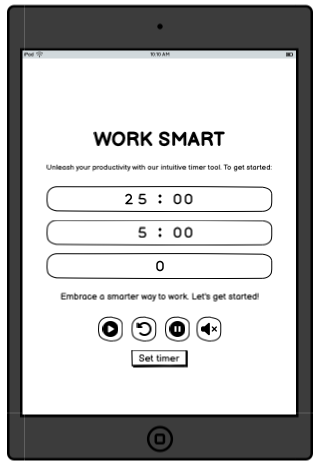 iPad
10:10 AM
WORK SMART
Unleash your productivity with our intuitive timer tool. To get started:
25 : 00
5 : 00
0
Embrace a smarter way to work. Let's get started!
Set timer